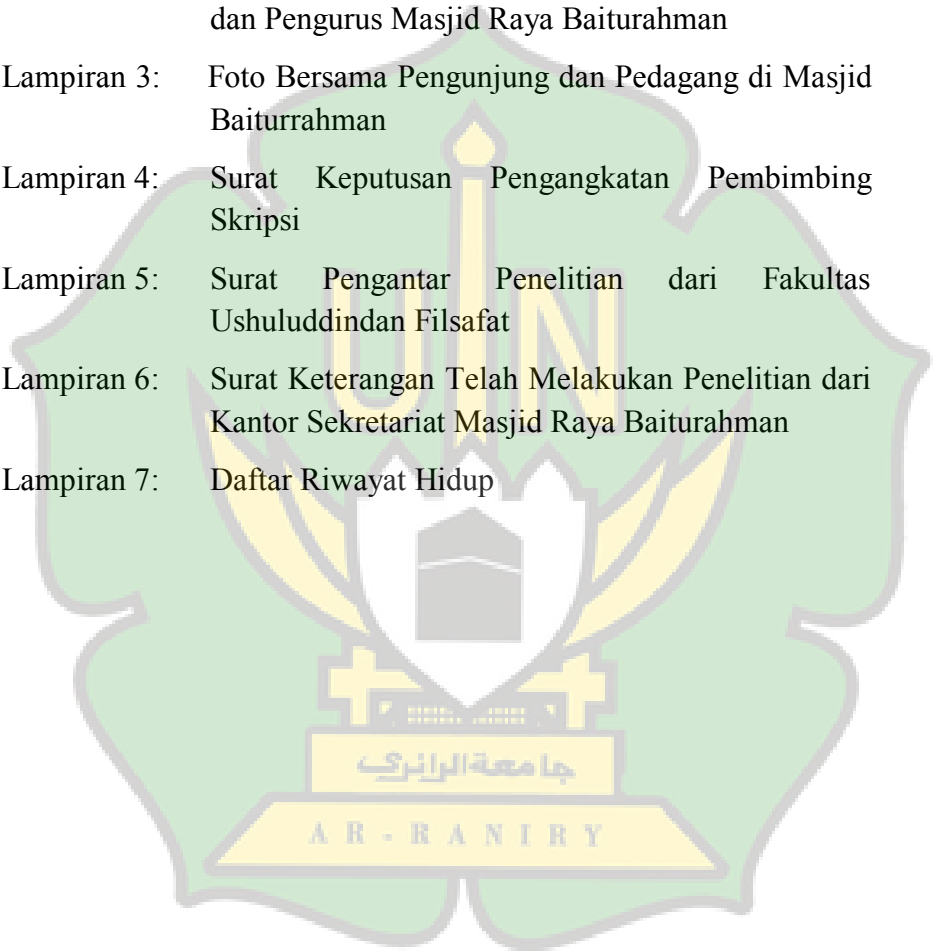 dan Pengurus Masjid Raya Baiturahman
Lampiran 3: Foto Bersama Pengunjung dan Pedagang di Masjid
Baiturrahman
Lampiran 4: Surat Keputusan Pengangkatan Pembimbing
Skripsi
Lampiran 5: Surat Pengantar Penelitian dari Fakultas
Ushuluddindan Filsafat
Lampiran 6: Surat Keterangan Telah Melakukan Penelitian dari
Kantor Sekretariat Masjid Raya Baiturahman
Lampiran 7: Daftar Riwayat Hidup
UIN
جامعة الرانري
AR-RANIRY